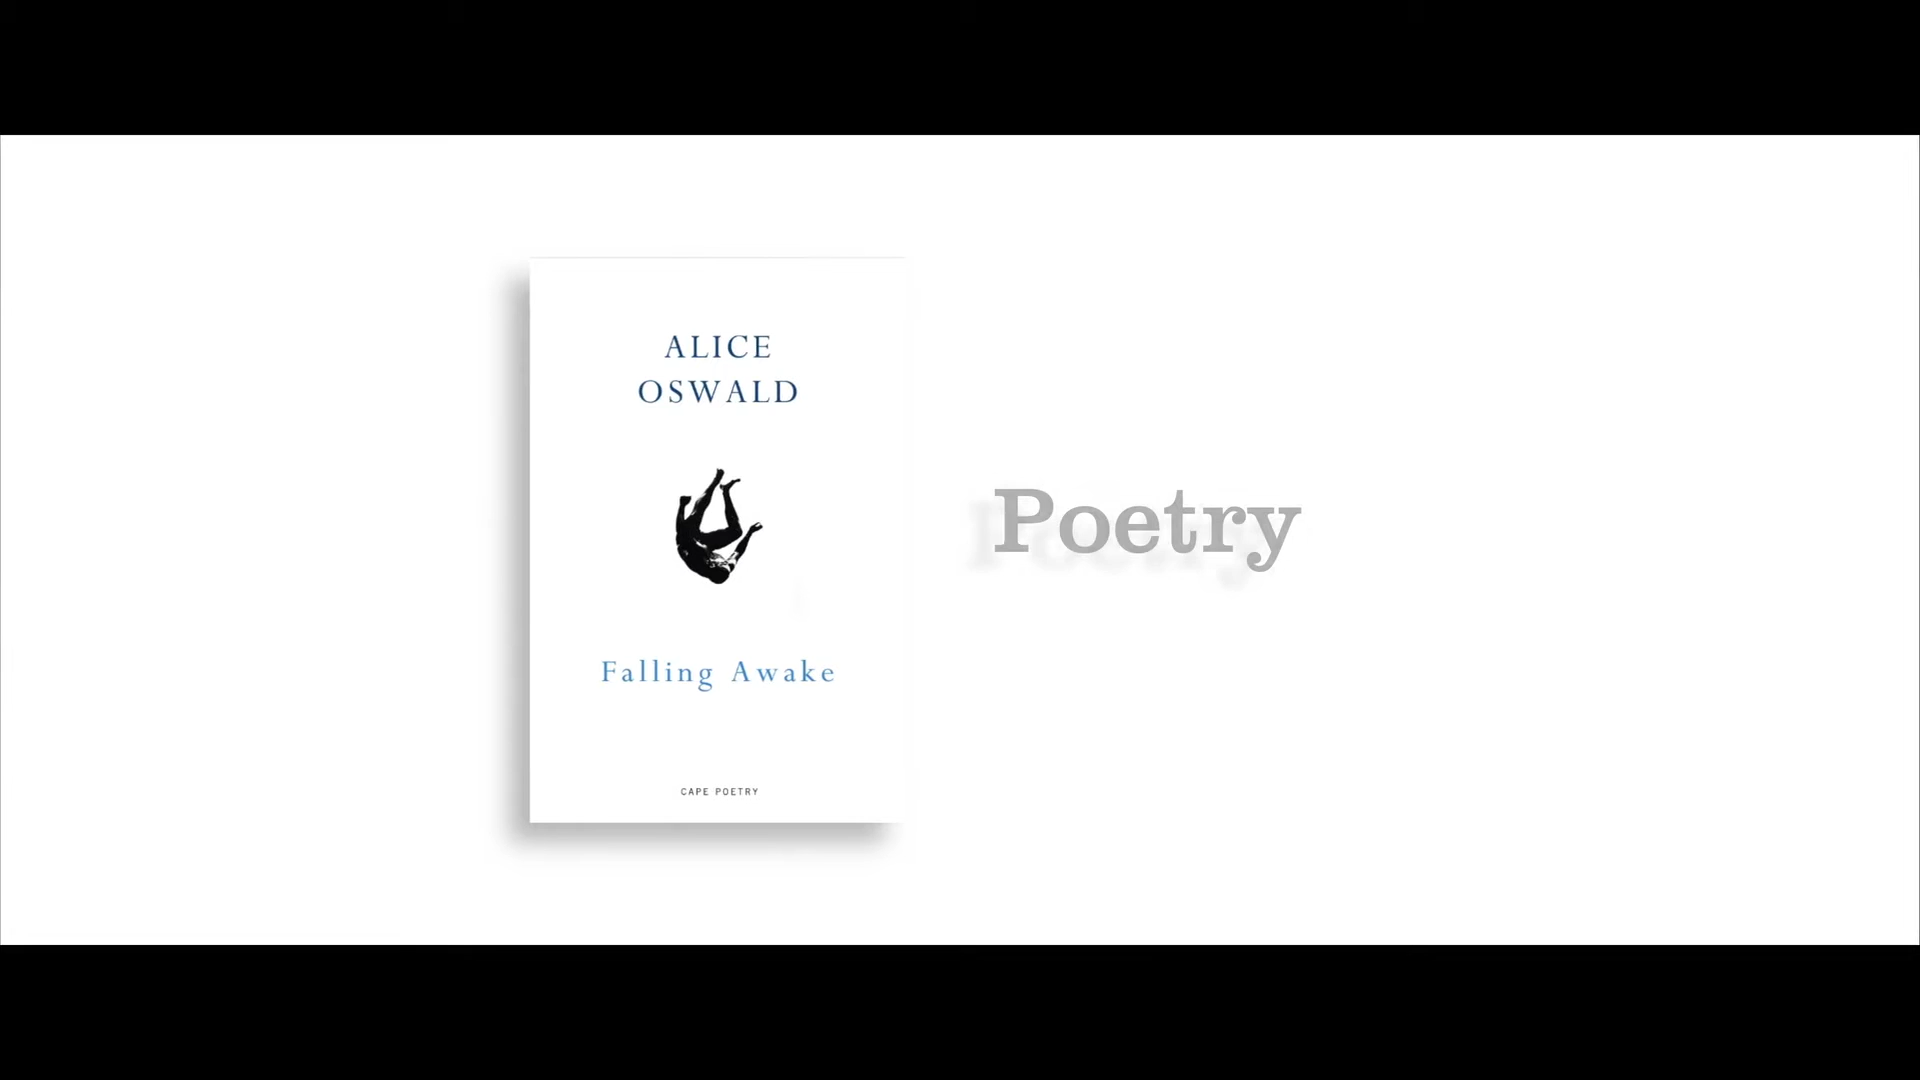 ALICE
OSWALD
Falling Awake
CAPE POETRY
Poetry